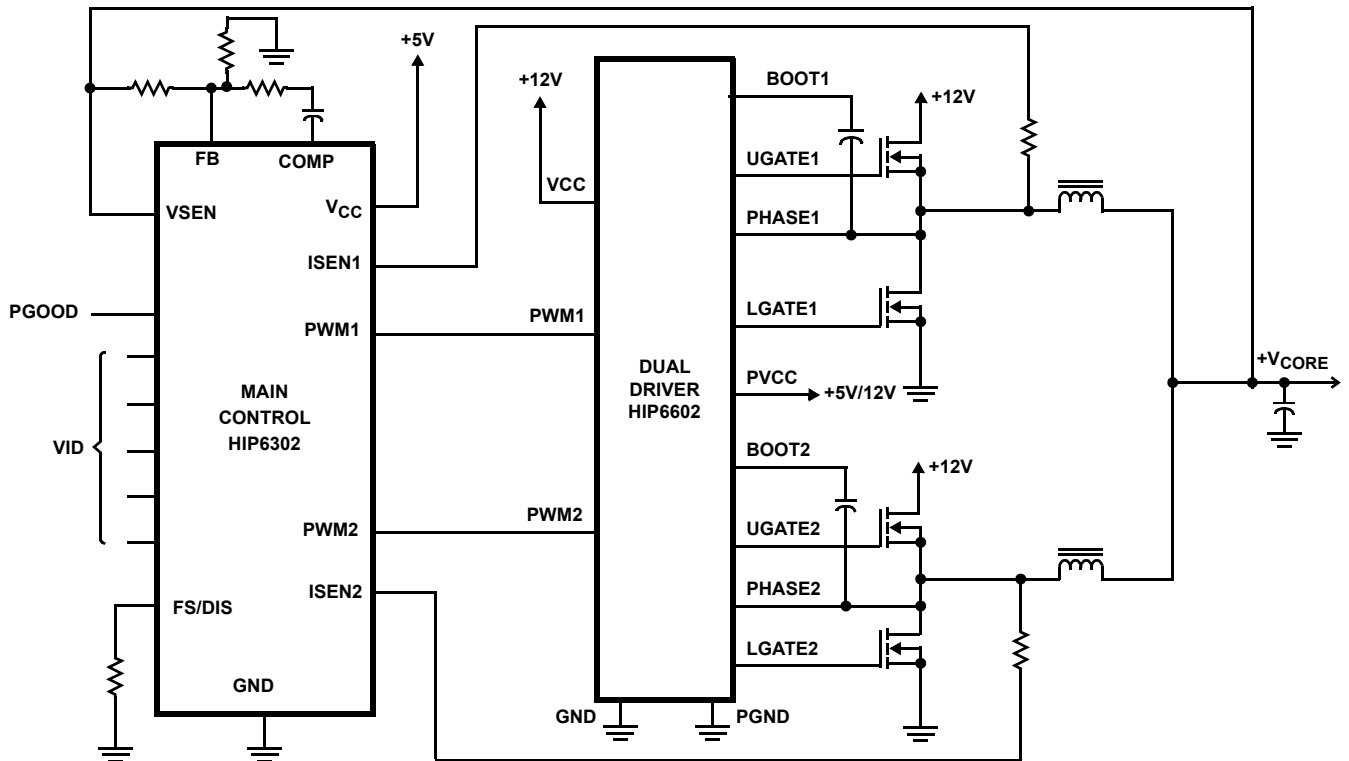 +5V
+12V
BOOT1
+12V
FB
COMP
UGATE1
VCC
VSEN
VCC
PHASE1
ISEN1
PGOOD
LGATE1
PWM1
PWM1
+VCORE
DUAL
DRIVER
HIP6602
PVCC
+5V/12V
MAIN
CONTROL
HIP6302
VID
BOOT2
+12V
PWM2
PWM2
UGATE2
ISEN2
PHASE2
FS/DIS
LGATE2
GND
GND
PGND